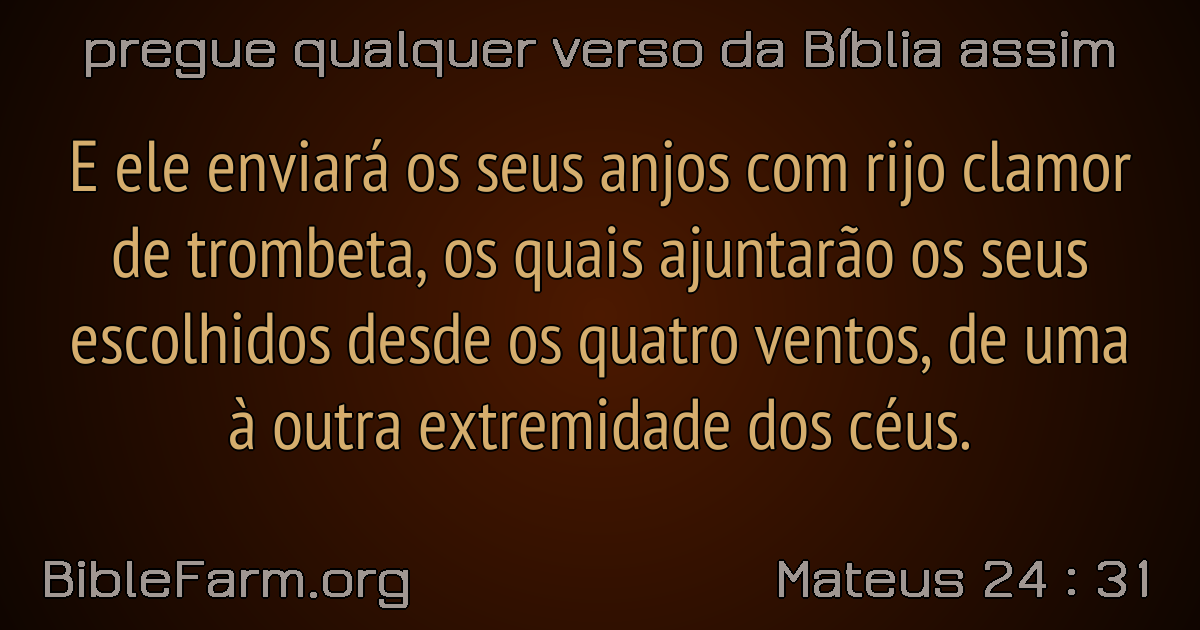 pregue qualquer verso da Bíblia assim
E ele enviará os seus anjos com rijo clamor
de trombeta, os quais ajuntarão os seus
escolhidos desde os quatro ventos, de uma
à outra extremidade dos céus.
BibleFarm.org
Mateus 24 : 31